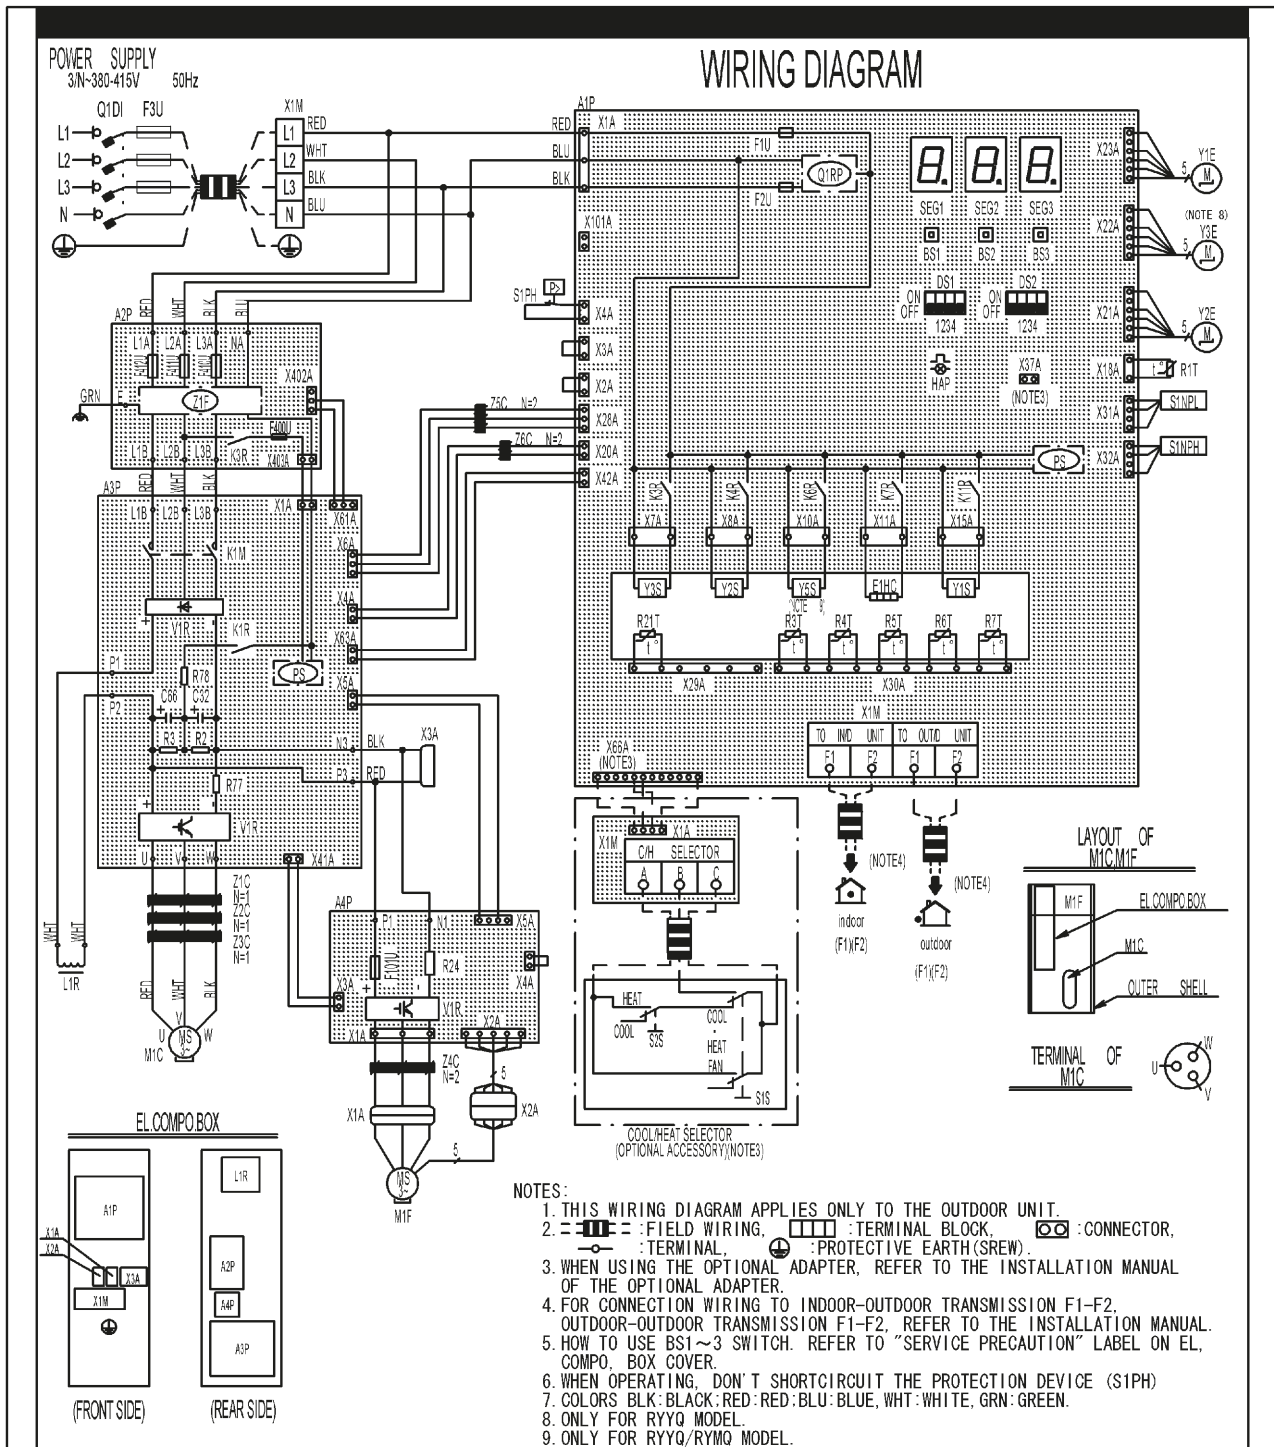 WIRING DIAGRAM
POWER SUPPLY
3/N~380-415V 50Hz
Q1DI F3U X1M
L1 L1 RED
L2 L2 WHT
L3 L3 BLK
N N BLU
A1P
RED X1A
BLU
BLK
F1U
Q1RP
F2U
X101A
SEG1 SEG2 SEG3
BS1 BS2 BS3
DS1 DS2
ON ON
OFF OFF
1234 1234
HAP
X37A
(NOTE3)
X23A 5 Y1E
M
(NOTE 8)
X22A 5 Y3E
M
X21A 5 Y2E
M
X18A t° R1T
X31A S1NPL
X32A S1NPH
PS
S1PH P>
X4A
X3A
X2A
Z5C N=2 X28A
Z6C N=2 X20A
X42A
RED WHT BLK BLU
A2P
L1A L2A L3A NA
F412U F411U F410U
X402A
GRN E
Z1F
F400U
K3R
L1B L2B L3B X403A
RED WHT BLK
A3P
L1B L2B L3B X1A X61A
X6A
K1M
X4A
V1R K1R
X63A
P1
PS
R78
X5A
P2
C66 C32
R3 R2
N3 BLK X3A
P3 RED
R77
V1R
U V W X41A
Z1C
N=1
Z2C
N=1
Z3C
N=1
WHT WHT
L1R
RED WHT BLK
U V W
MS
3~
M1C
A4P
P1 N1 X5A
F101U R24
X3A X4A
V1R
X1A X2A
Z4C
N=2
5
X1A X2A
5
MS
3~
M1F
K3R K4R K6R K7R K11R
X7A X8A X10A X11A X15A
Y3S Y2S Y5S E1HC Y1S
(NOTE 9)
R21T R3T R4T R5T R6T R7T
t° t° t° t° t° t°
X29A X30A
X1M
TO IN/D UNIT TO OUT/D UNIT
F1 F2 F1 F2
(NOTE4)
(NOTE4)
indoor
(F1)(F2)
outdoor
(F1)(F2)
X66A
(NOTE3)
X1M X1A
C/H SELECTOR
A B C
HEAT
COOL S2S COOL
HEAT
FAN
S1S
COOL/HEAT SELECTOR
(OPTIONAL ACCESSORY)(NOTE3)
LAYOUT OF
M1C,M1F
M1F EL.COMPO.BOX
M1C
OUTER SHELL
TERMINAL OF
M1C
U W
V
EL.COMPO.BOX
A1P
X1A
X2A
X3A
X1M
(FRONT SIDE)
L1R
A2P
A4P
A3P
(REAR SIDE)
NOTES:
1. THIS WIRING DIAGRAM APPLIES ONLY TO THE OUTDOOR UNIT.
2. :FIELD WIRING, :TERMINAL BLOCK, :CONNECTOR,
:TERMINAL, :PROTECTIVE EARTH(SREW).
3. WHEN USING THE OPTIONAL ADAPTER, REFER TO THE INSTALLATION MANUAL
OF THE OPTIONAL ADAPTER.
4. FOR CONNECTION WIRING TO INDOOR-OUTDOOR TRANSMISSION F1-F2,
OUTDOOR-OUTDOOR TRANSMISSION F1-F2, REFER TO THE INSTALLATION MANUAL.
5. HOW TO USE BS1~3 SWITCH. REFER TO "SERVICE PRECAUTION" LABEL ON EL,
COMPO, BOX COVER.
6. WHEN OPERATING, DON'T SHORTCIRCUIT THE PROTECTION DEVICE (S1PH)
7. COLORS BLK:BLACK;RED:RED;BLU:BLUE,WHT:WHITE, GRN:GREEN.
8. ONLY FOR RYYQ MODEL.
9. ONLY FOR RYYQ/RYMQ MODEL.